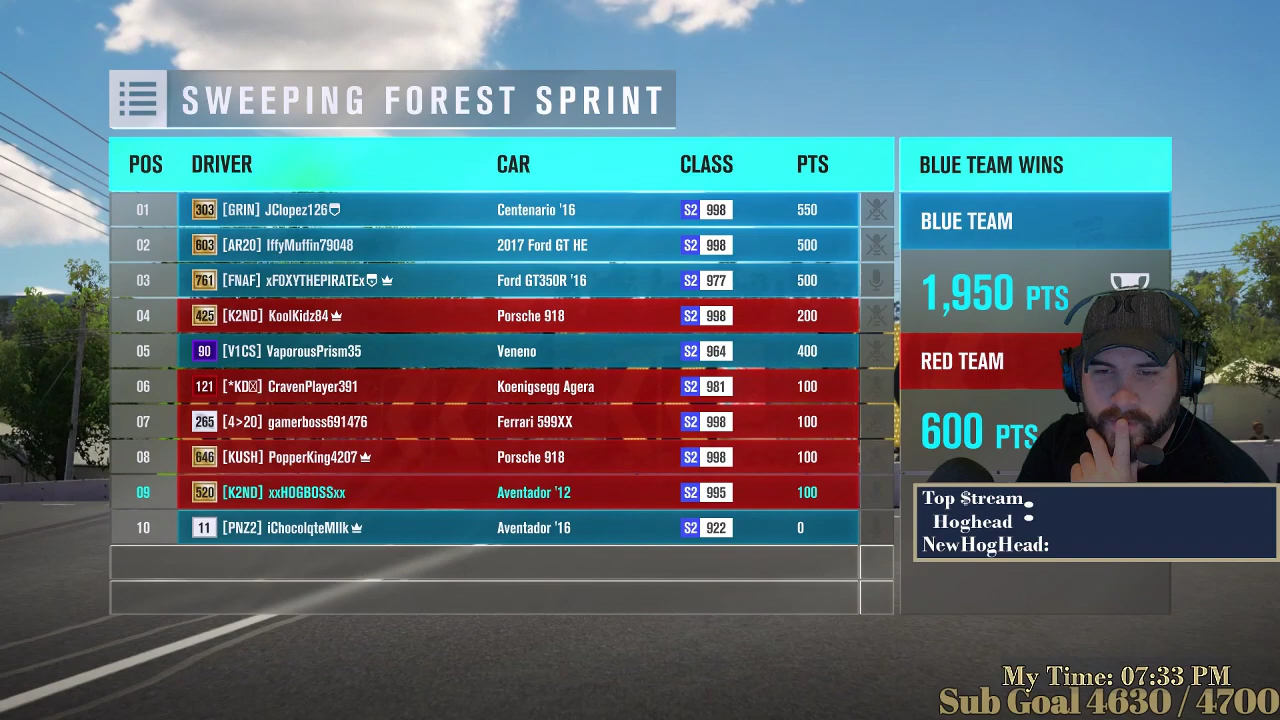 SWEEPING FOREST SPRINT
POS DRIVER CAR CLASS PTS
01 303 [GRIN] JClopez126 Centenario '16 S2 998 550
02 603 [AR20] IffyMuffin79048 2017 Ford GT HE S2 998 500
03 761 [FNAF] xFOXYTHEPIRATEx Ford GT350R '16 S2 977 500
04 425 [K2ND] KoolKidz84 Porsche 918 S2 998 200
05 90 [V1CS] VaporousPrism35 Veneno S2 964 400
06 121 [*KD☒] CravenPlayer391 Koenigsegg Agera S2 981 100
07 265 [4>20] gamerboss691476 Ferrari 599XX S2 998 100
08 646 [KUSH] PopperKing4207 Porsche 918 S2 998 100
09 520 [K2ND] xxHOGBOSSxx Aventador '12 S2 995 100
10 11 [PNZ2] iChocolqteMIlk Aventador '16 S2 922 0
BLUE TEAM WINS
BLUE TEAM
1,950 PTS
RED TEAM
600 PTS
Top $tream
Hoghead :
NewHogHead:
My Time: 07:33 PM
Sub Goal 4630 / 4700